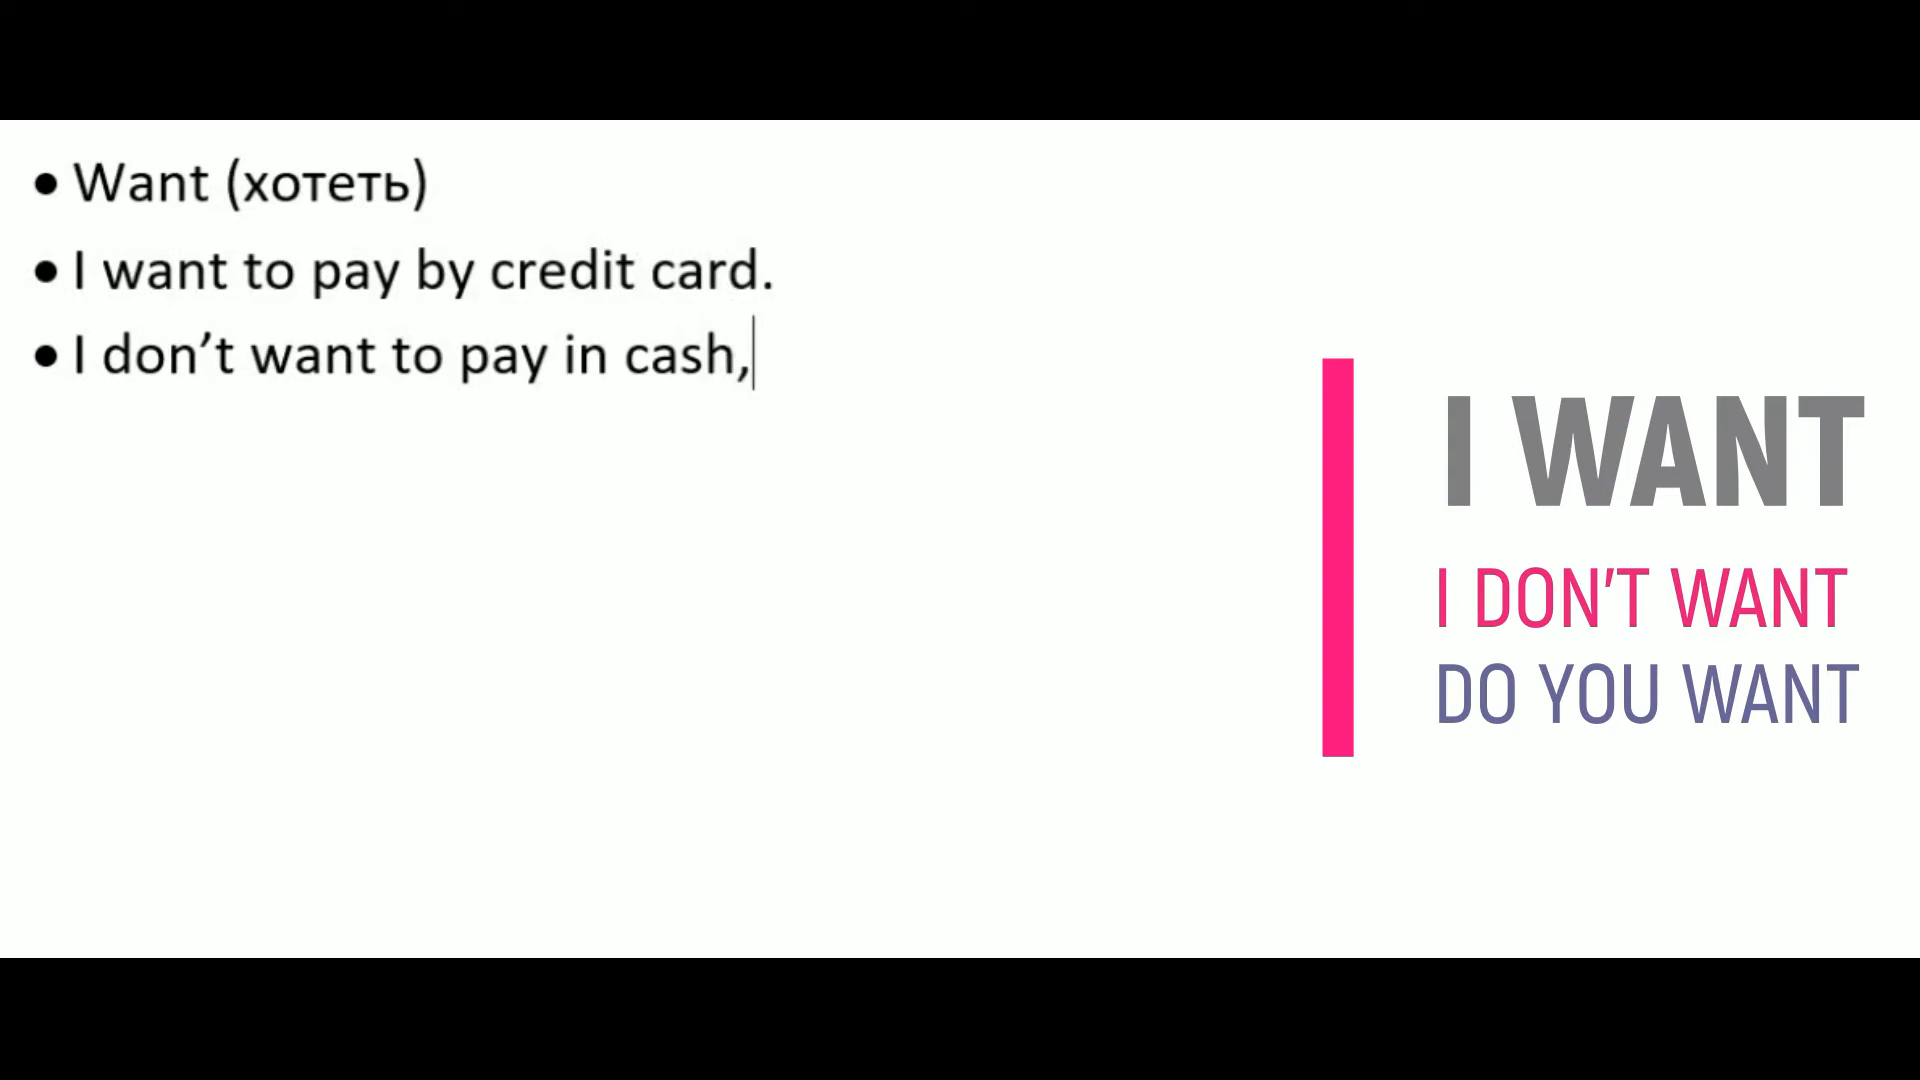 • Want (хотеть)
• I want to pay by credit card.
• I don’t want to pay in cash,
I WANT
I DON'T WANT
DO YOU WANT